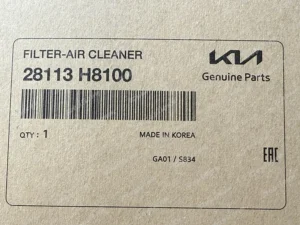 FILTER-AIR CLEANER
28113 H8100
KIA
Genuine Parts
QTY : 1
MADE IN KOREA
GA01 / S834
EAC